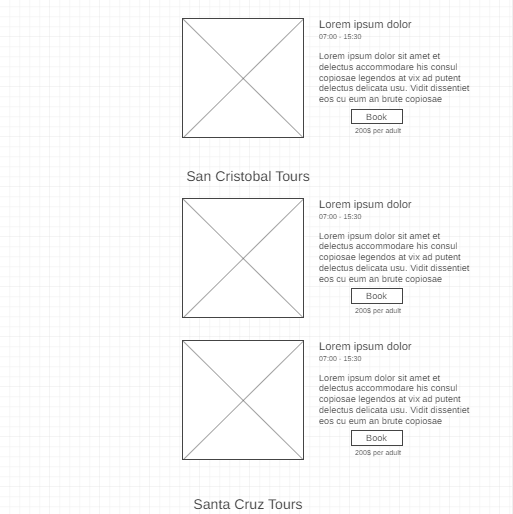 Lorem ipsum dolor
07:00 - 15:30
Lorem ipsum dolor sit amet et
delectus accommodare his consul
copiosae legendos at vix ad putent
delectus delicata usu. Vidit dissentiet
eos cu eum an brute copiosae
Book
200$ per adult
San Cristobal Tours
Lorem ipsum dolor
07:00 - 15:30
Lorem ipsum dolor sit amet et
delectus accommodare his consul
copiosae legendos at vix ad putent
delectus delicata usu. Vidit dissentiet
eos cu eum an brute copiosae
Book
200$ per adult
Lorem ipsum dolor
07:00 - 15:30
Lorem ipsum dolor sit amet et
delectus accommodare his consul
copiosae legendos at vix ad putent
delectus delicata usu. Vidit dissentiet
eos cu eum an brute copiosae
Book
200$ per adult
Santa Cruz Tours